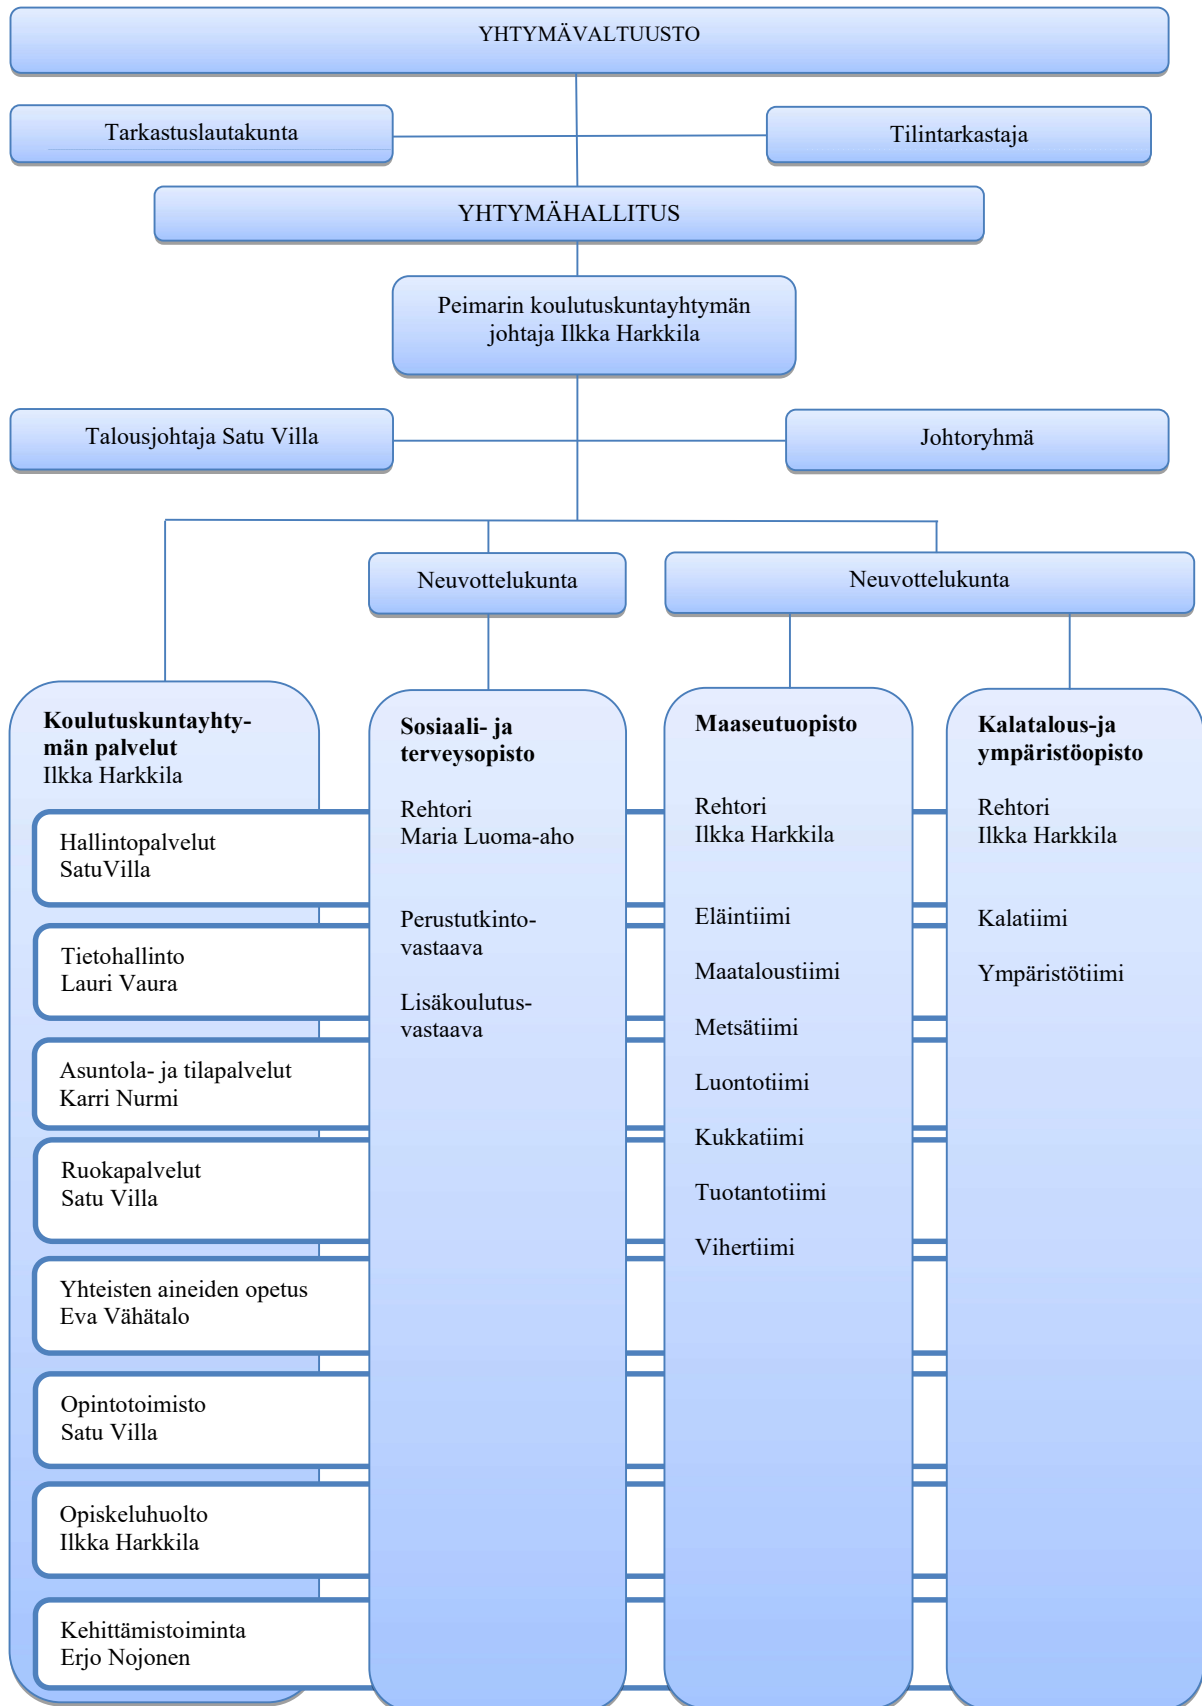 YHTYMÄVALTUUSTO
Tarkastuslautakunta
Tilintarkastaja
YHTYMÄHALLITUS
Peimarin koulutuskuntayhtymän
johtaja Ilkka Harkkila
Talousjohtaja Satu Villa
Johtoryhmä
Neuvottelukunta
Neuvottelukunta
Koulutuskuntayhty-
män palvelut
Ilkka Harkkila
Hallintopalvelut
SatuVilla
Tietohallinto
Lauri Vaura
Asuntola- ja tilapalvelut
Karri Nurmi
Ruokapalvelut
Satu Villa
Yhteisten aineiden opetus
Eva Vähätalo
Opintotoimisto
Satu Villa
Opiskeluhuolto
Ilkka Harkkila
Kehittämistoiminta
Erjo Nojonen
Sosiaali- ja
terveysopisto
Rehtori
Maria Luoma-aho
Perustutkinto-
vastaava
Lisäkoulutus-
vastaava
Maaseutuopisto
Rehtori
Ilkka Harkkila
Eläintiimi
Maataloustiimi
Metsätiimi
Luontotiimi
Kukkatiimi
Tuotantotiimi
Vihertiimi
Kalatalous-ja
ympäristöopisto
Rehtori
Ilkka Harkkila
Kalatiimi
Ympäristötiimi